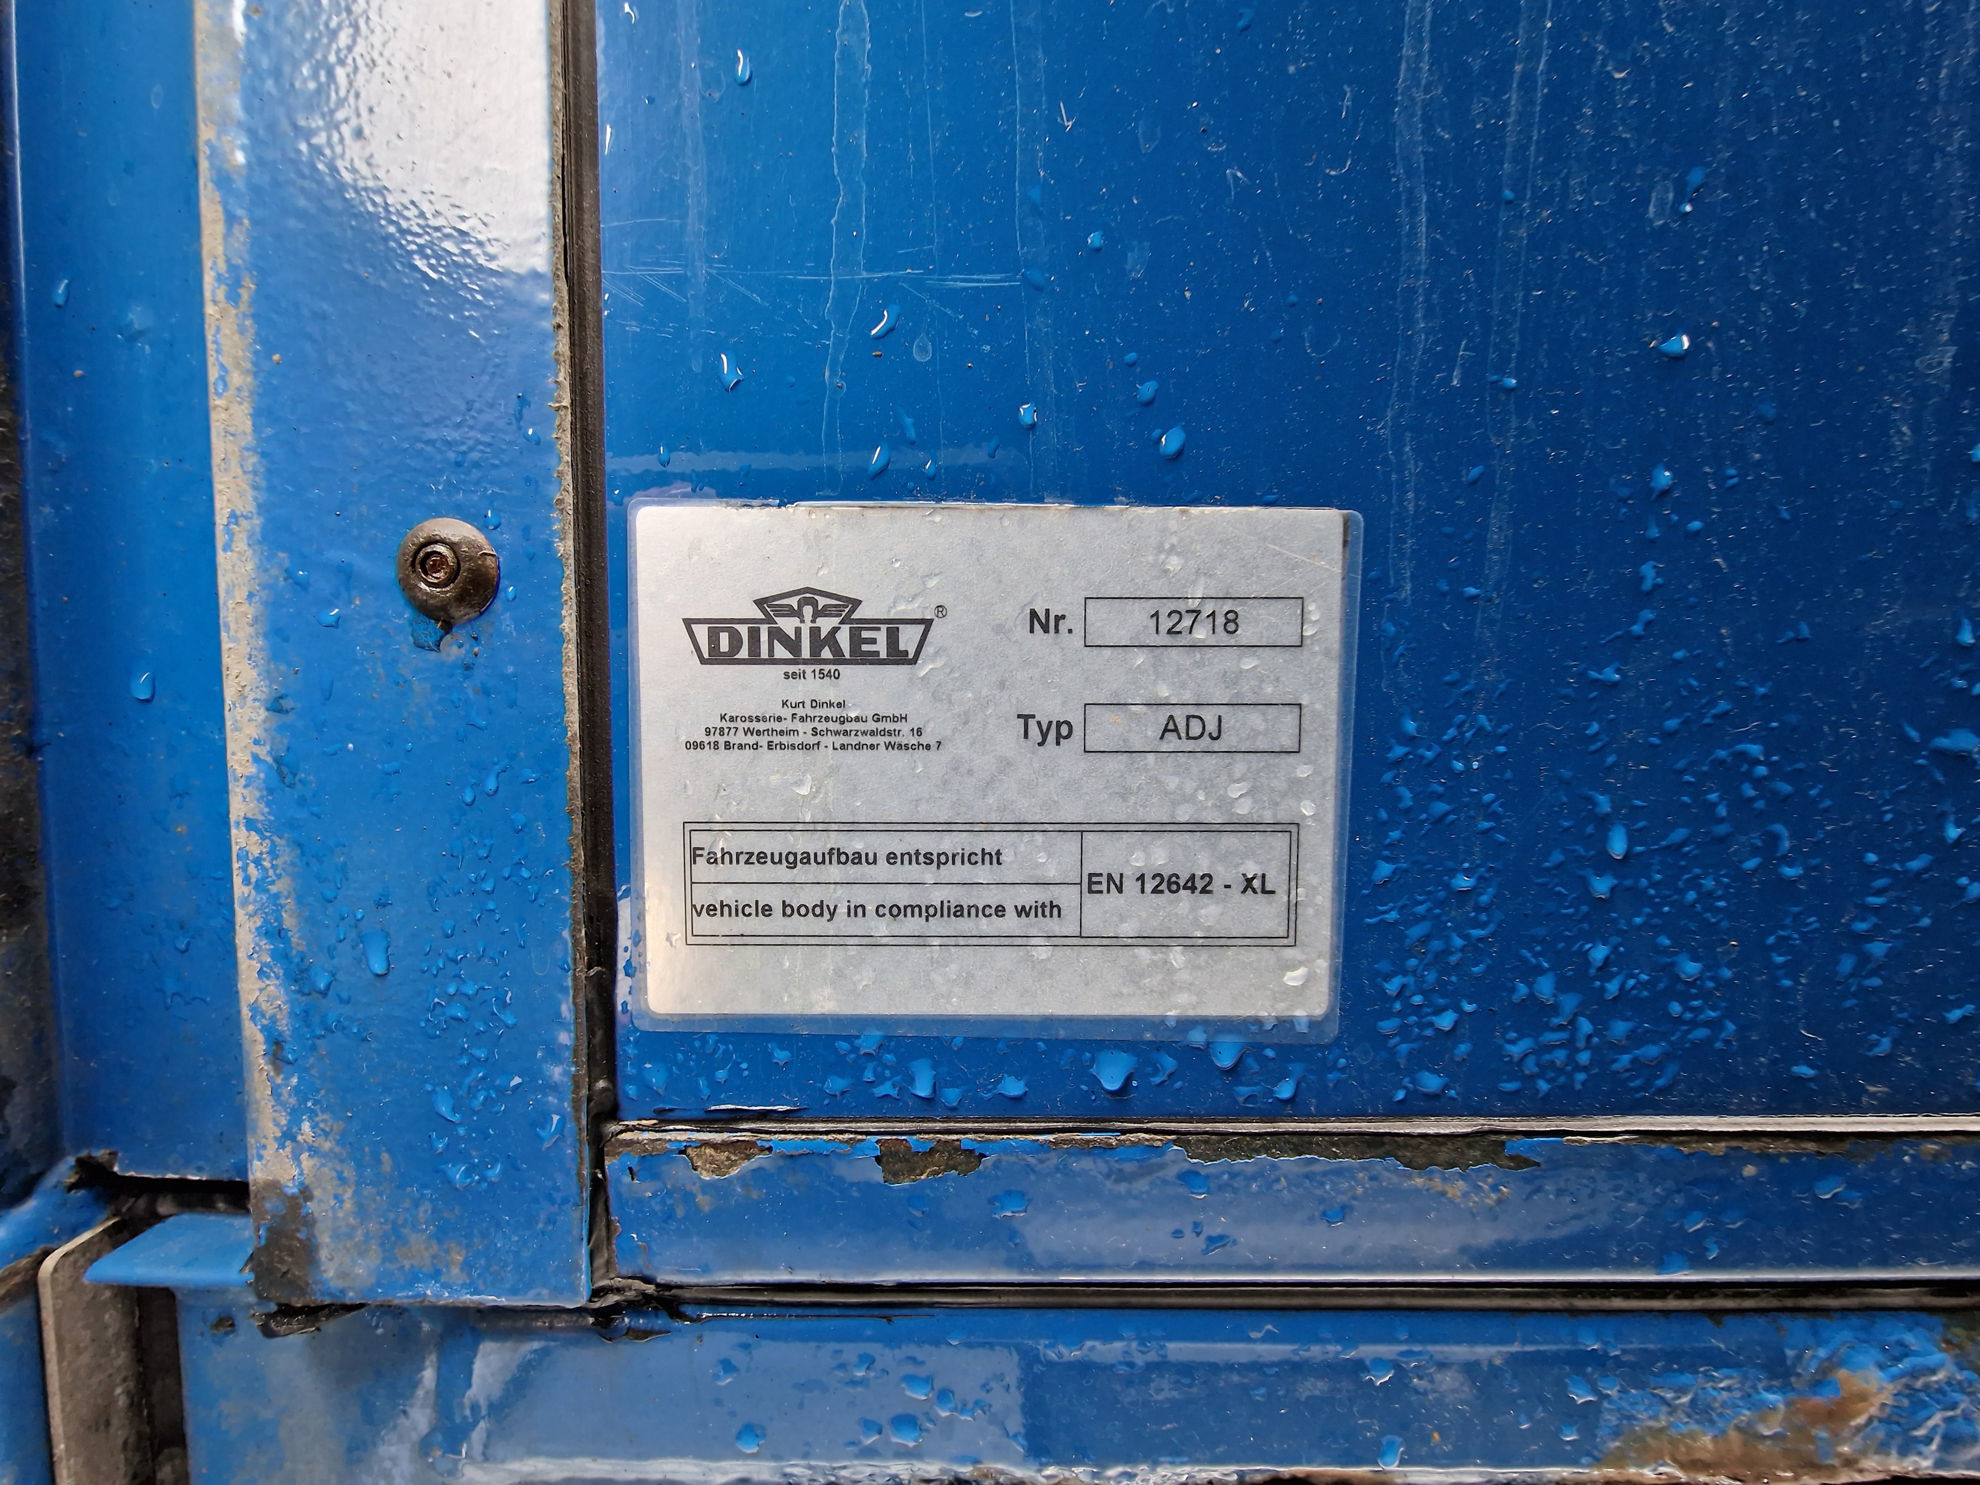 DINKEL®
seit 1540
Kurt Dinkel
Karosserie- Fahrzeugbau GmbH
97877 Wertheim - Schwarzwaldstr. 16
09618 Brand- Erbisdorf - Landner Wäsche 7
Nr. 12718
Typ ADJ
Fahrzeugaufbau entspricht
vehicle body in compliance with
EN 12642 - XL